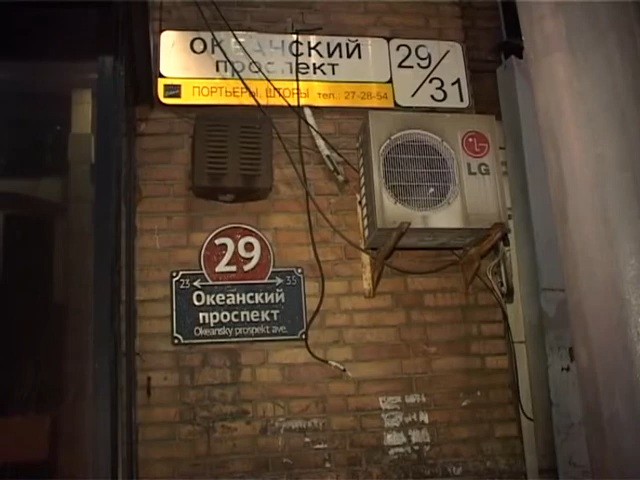 ОКЕАНСКИЙ
проспект
29/31
ПОРТЬЕРЫ, ШТОРЫ тел.: 27-28-54
LG
29
23 35
Океанский
проспект
Okeansky prospekt ave.